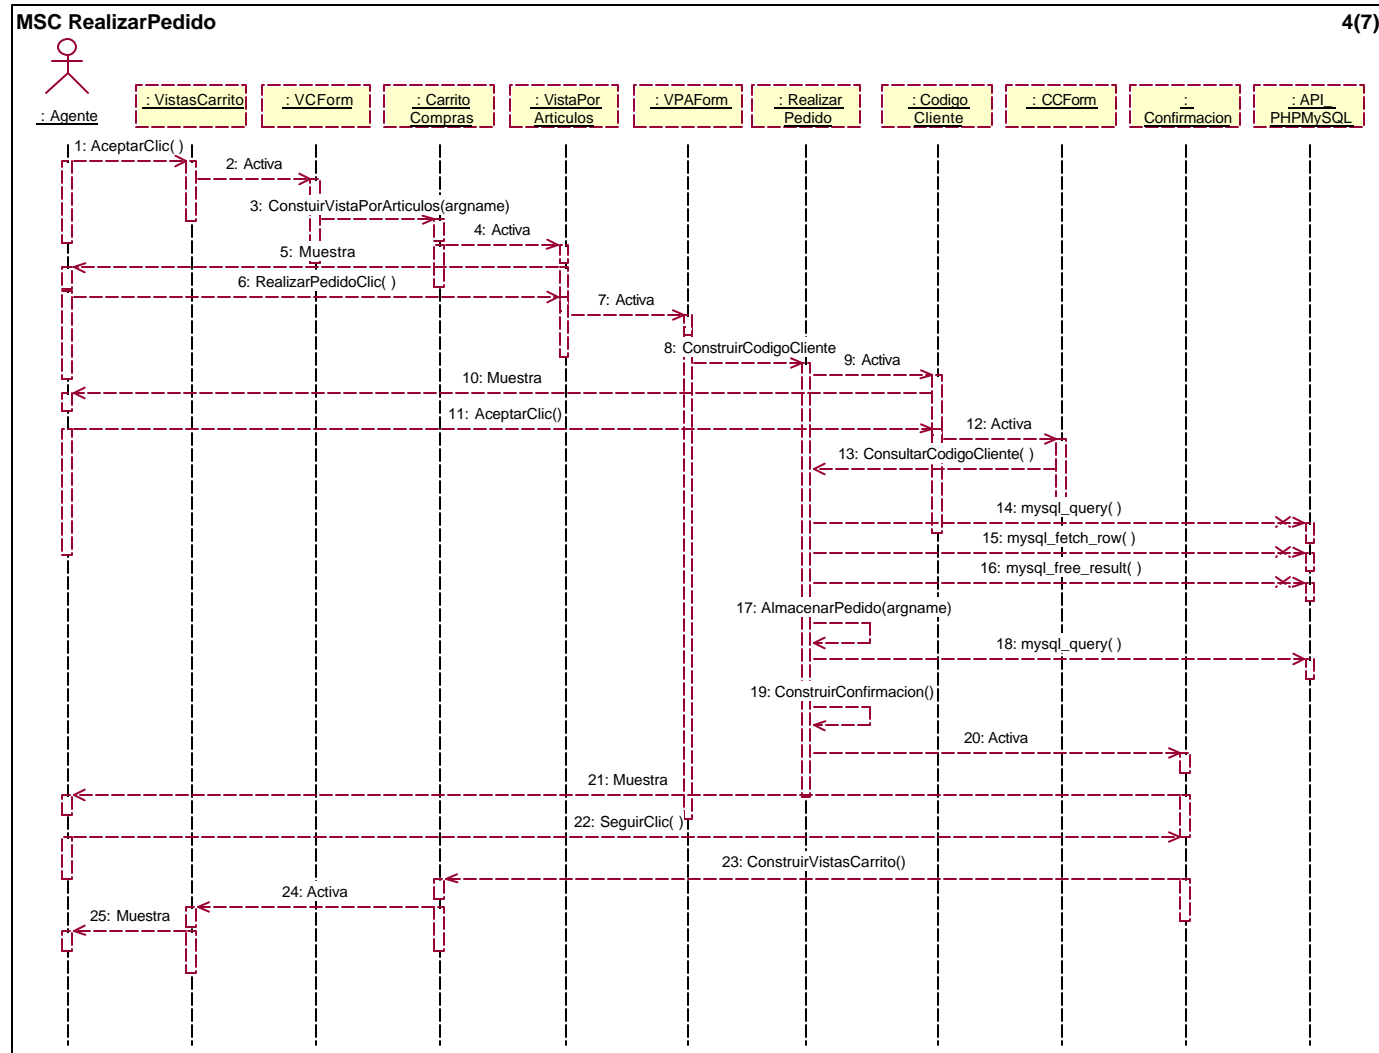 MSC RealizarPedido
4(7)
: Agente
: VistasCarrito
: VCForm
: Carrito
Compras
: VistaPor
Articulos
: VPAForm
: Realizar
Pedido
: Codigo
Cliente
: CCForm
:
Confirmacion
: API_
PHPMySQL
1: AceptarClic( )
2: Activa
3: ConstuirVistaPorArticulos(argname)
4: Activa
5: Muestra
6: RealizarPedidoClic( )
7: Activa
8: ConstruirCodigoCliente
9: Activa
10: Muestra
11: AceptarClic()
12: Activa
13: ConsultarCodigoCliente( )
14: mysql_query( )
15: mysql_fetch_row( )
16: mysql_free_result( )
17: AlmacenarPedido(argname)
18: mysql_query( )
19: ConstruirConfirmacion()
20: Activa
21: Muestra
22: SeguirClic( )
23: ConstruirVistasCarrito()
24: Activa
25: Muestra